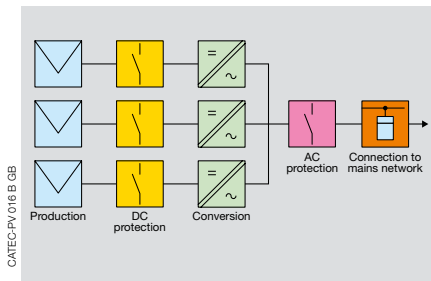 AC
protection
Connection to
mains network
Production
DC
protection
Conversion
CATEC-PV 016 B GB